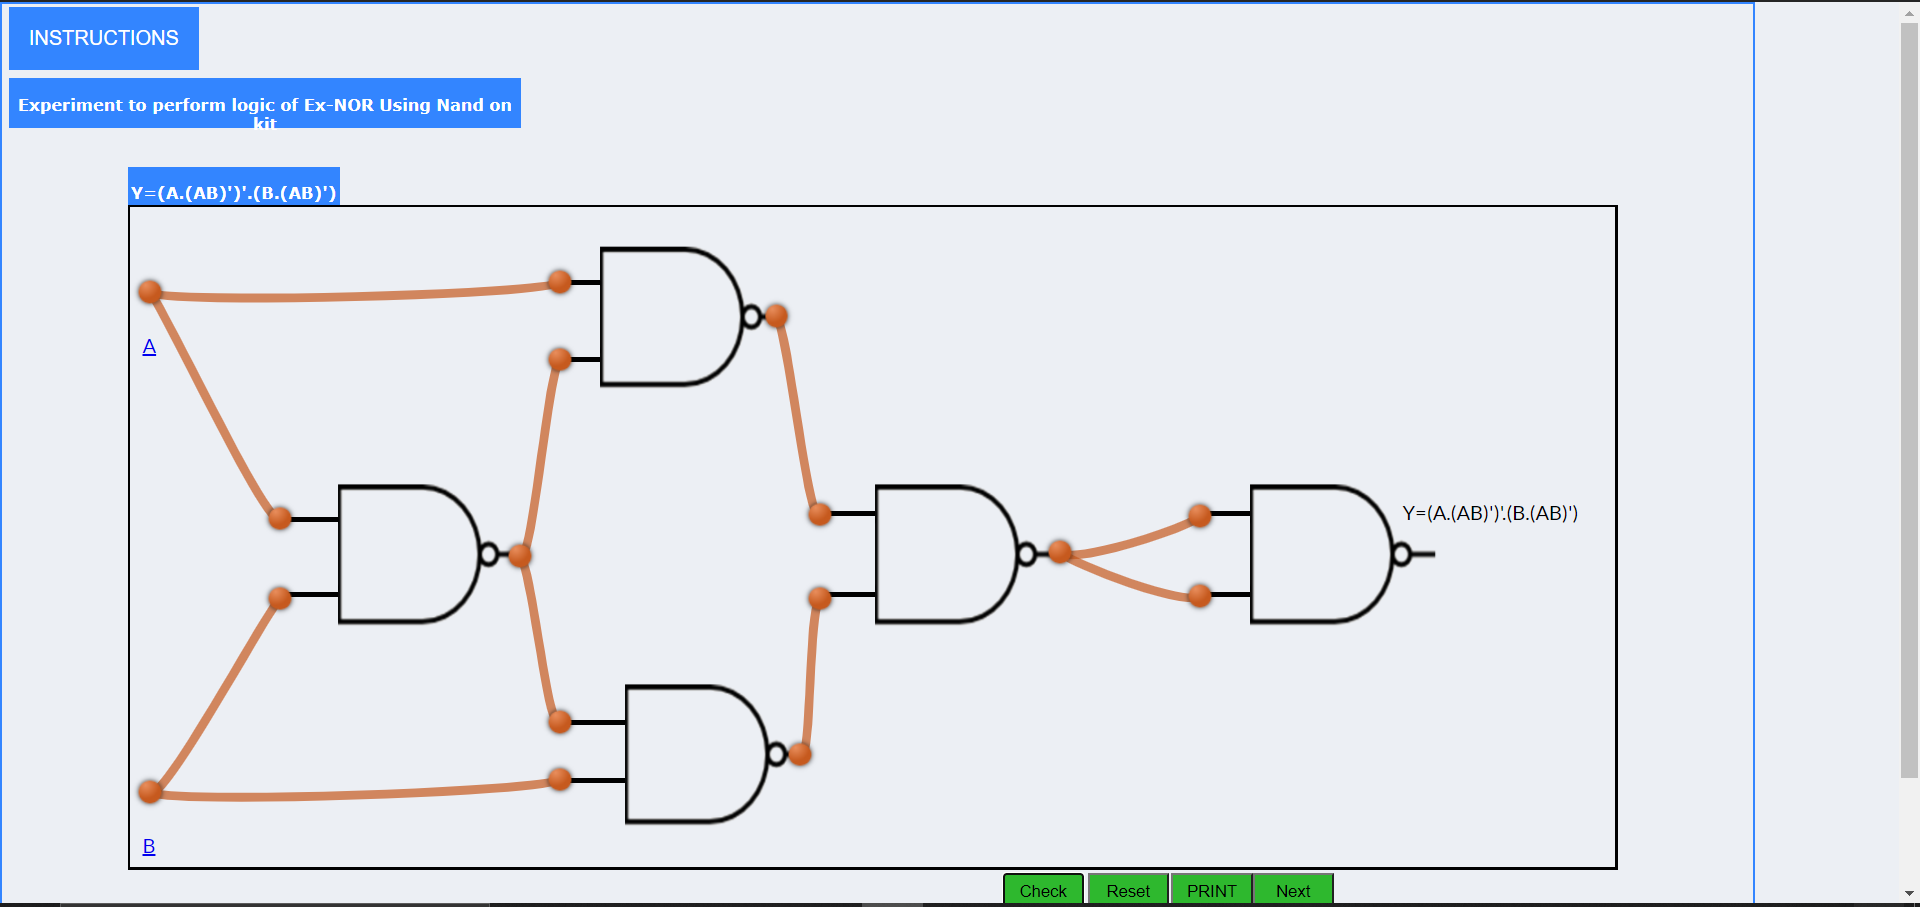 INSTRUCTIONS
Experiment to perform logic of Ex-NOR Using Nand on
kit
Y=(A.(AB)')'.(B.(AB)')
A
Y=(A.(AB)')'.(B.(AB)')
B
Check Reset PRINT Next